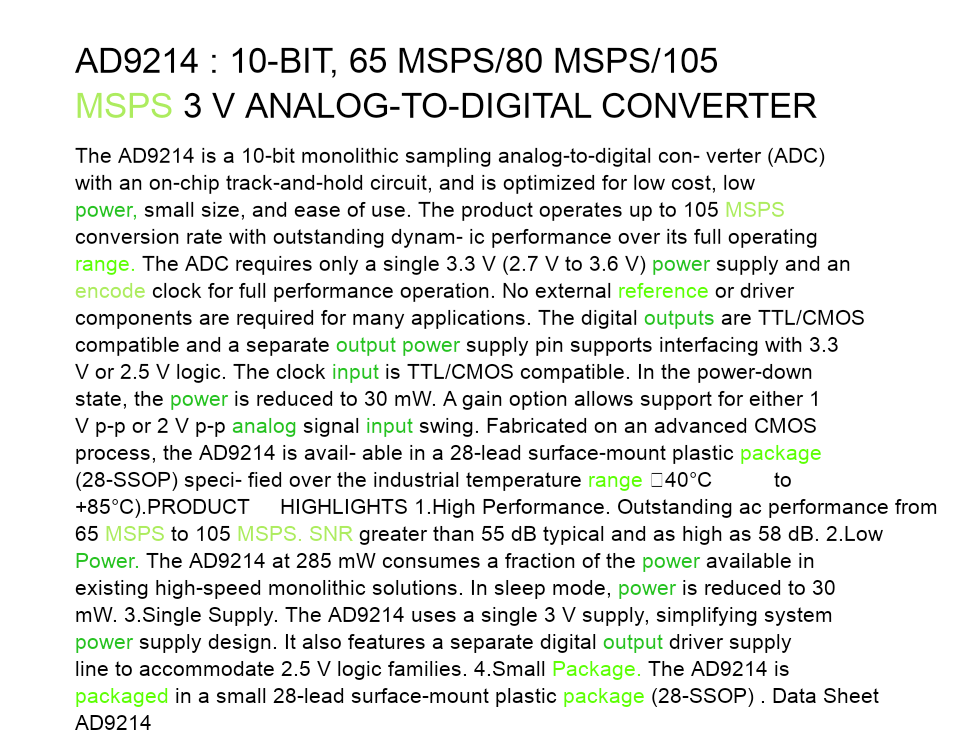 AD9214 : 10-BIT, 65 MSPS/80 MSPS/105
MSPS 3 V ANALOG-TO-DIGITAL CONVERTER
The AD9214 is a 10-bit monolithic sampling analog-to-digital con- verter (ADC)
with an on-chip track-and-hold circuit, and is optimized for low cost, low
power, small size, and ease of use. The product operates up to 105 MSPS
conversion rate with outstanding dynam- ic performance over its full operating
range. The ADC requires only a single 3.3 V (2.7 V to 3.6 V) power supply and an
encode clock for full performance operation. No external reference or driver
components are required for many applications. The digital outputs are TTL/CMOS
compatible and a separate output power supply pin supports interfacing with 3.3
V or 2.5 V logic. The clock input is TTL/CMOS compatible. In the power-down
state, the power is reduced to 30 mW. A gain option allows support for either 1
V p-p or 2 V p-p analog signal input swing. Fabricated on an advanced CMOS
process, the AD9214 is avail- able in a 28-lead surface-mount plastic package
(28-SSOP) speci- fied over the industrial temperature range 40°C to
+85°C).PRODUCT HIGHLIGHTS 1.High Performance. Outstanding ac performance from
65 MSPS to 105 MSPS. SNR greater than 55 dB typical and as high as 58 dB. 2.Low
Power. The AD9214 at 285 mW consumes a fraction of the power available in
existing high-speed monolithic solutions. In sleep mode, power is reduced to 30
mW. 3.Single Supply. The AD9214 uses a single 3 V supply, simplifying system
power supply design. It also features a separate digital output driver supply
line to accommodate 2.5 V logic families. 4.Small Package. The AD9214 is
packaged in a small 28-lead surface-mount plastic package (28-SSOP) . Data Sheet
AD9214